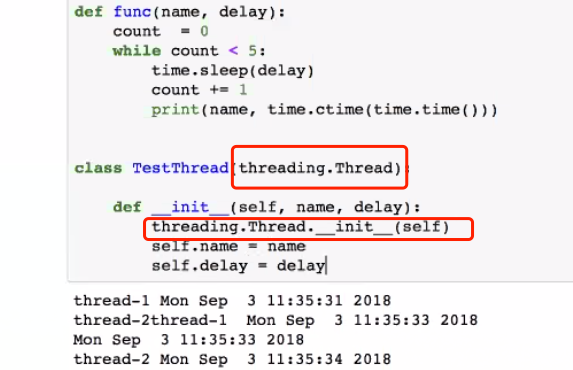 def func(name, delay):
    count  = 0
    while count < 5:
        time.sleep(delay)
        count += 1
        print(name, time.ctime(time.time()))
class TestThread(threading.Thread):
    def __init__(self, name, delay):
        threading.Thread.__init__(self)
        self.name = name
        self.delay = delay
thread-1 Mon Sep  3 11:35:31 2018
thread-2thread-1  Mon Sep  3 11:35:33 2018
Mon Sep  3 11:35:33 2018
thread-2 Mon Sep  3 11:35:34 2018